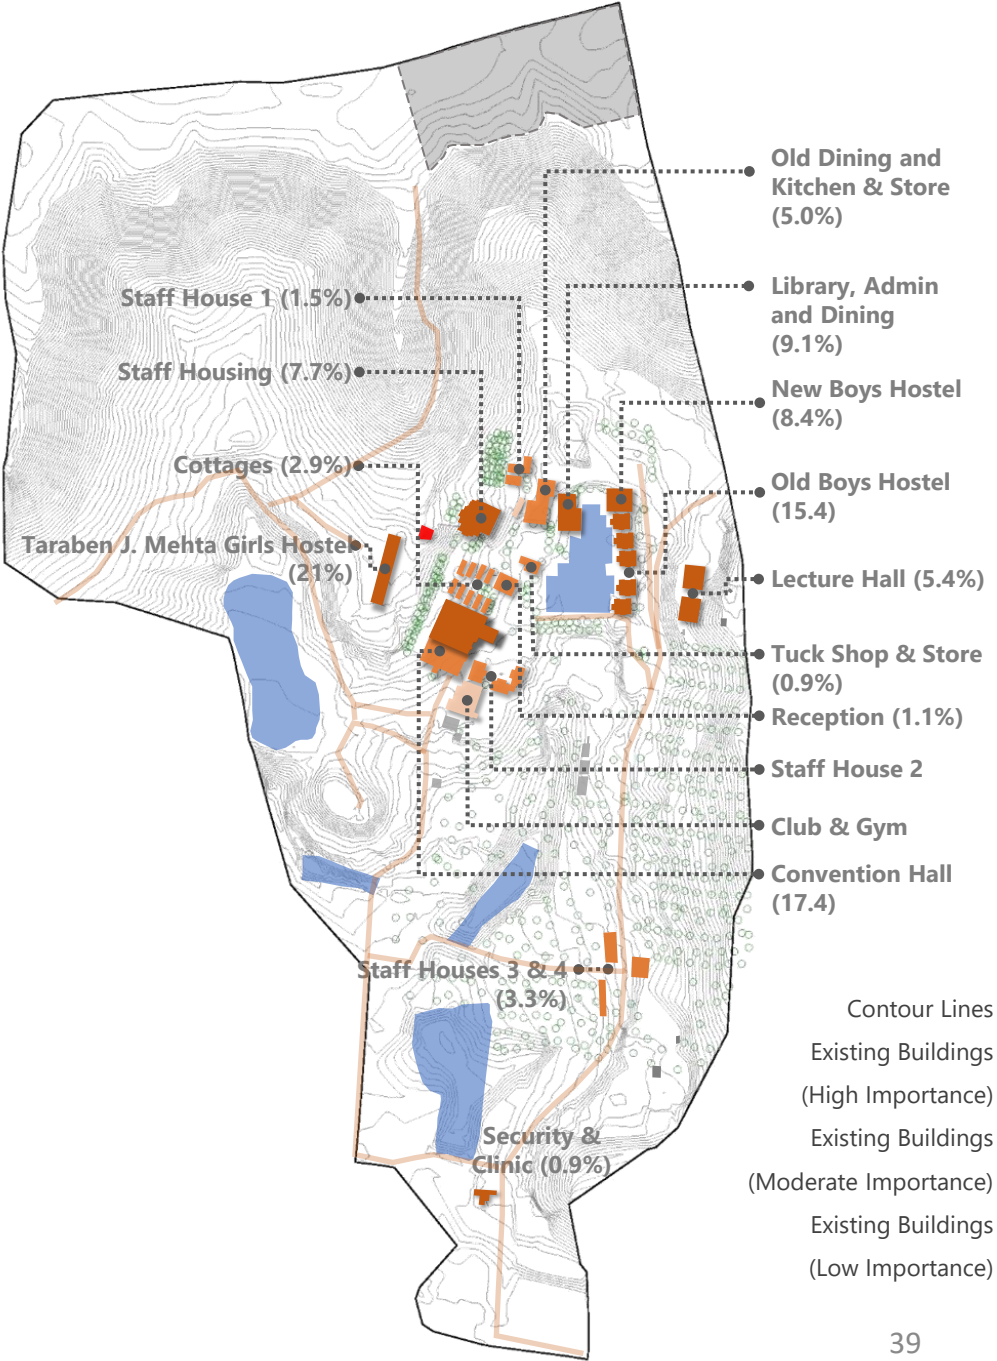 Old Dining and
Kitchen & Store
(5.0%)
Staff House 1 (1.5%)
Library, Admin
and Dining
(9.1%)
Staff Housing (7.7%)
New Boys Hostel
(8.4%)
Cottages (2.9%)
Old Boys Hostel
(15.4)
Taraben J. Mehta Girls Hostel
(21%)
Lecture Hall (5.4%)
Tuck Shop & Store
(0.9%)
Reception (1.1%)
Staff House 2
Club & Gym
Convention Hall
(17.4)
Staff Houses 3 & 4
(3.3%)
Contour Lines
Existing Buildings
(High Importance)
Existing Buildings
(Moderate Importance)
Existing Buildings
(Low Importance)
Security &
Clinic (0.9%)
39